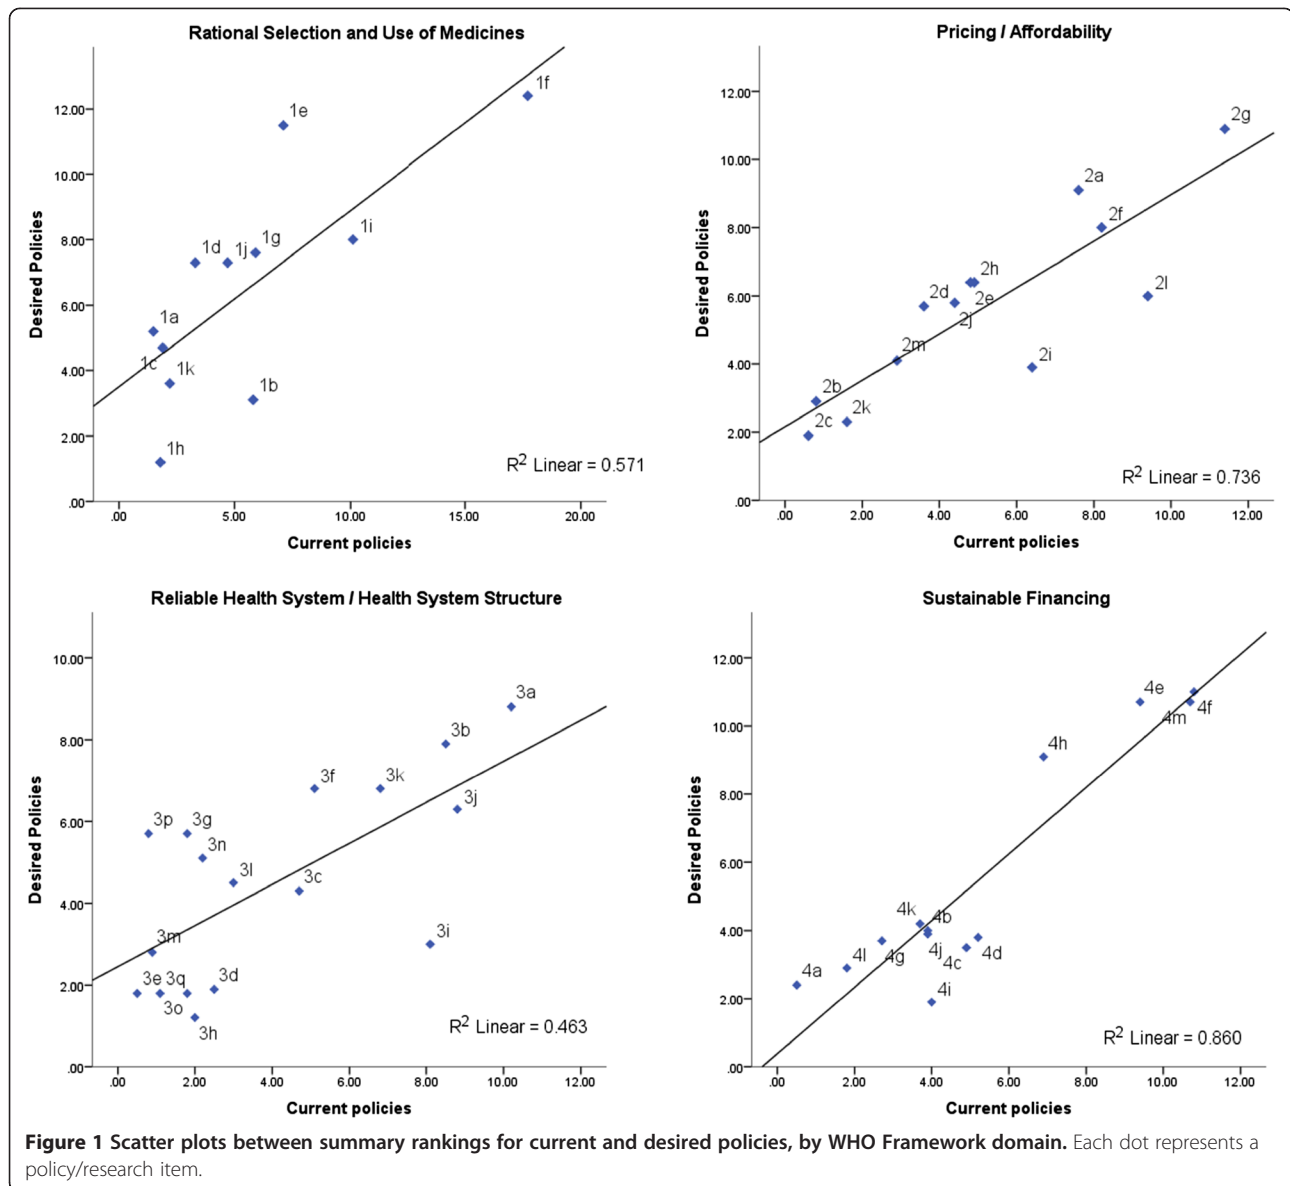 Rational Selection and Use of Medicines
Desired Policies
12.00
10.00
8.00
6.00
4.00
2.00
.00
1f
1e
1i
1g
1d
1j
1a
1c
1k
1b
1h
R2 Linear = 0.571
.00 5.00 10.00 15.00 20.00
Current policies
Pricing / Affordability
Desired Policies
12.00
10.00
8.00
6.00
4.00
2.00
.00
2g
2a
2f
2h
2d
2e
2l
2j
2m
2i
2b
2k
2c
R2 Linear = 0.736
.00 2.00 4.00 6.00 8.00 10.00 12.00
Current policies
Reliable Health System / Health System Structure
Desired Policies
10.00
8.00
6.00
4.00
2.00
.00
3a
3b
3f
3k
3j
3p
3g
3n
3l
3c
3i
3m
3e
3q
3d
3o
3h
R2 Linear = 0.463
.00 2.00 4.00 6.00 8.00 10.00 12.00
Current policies
Sustainable Financing
Desired Policies
12.00
10.00
8.00
6.00
4.00
2.00
.00
4e
4m
4f
4h
4k
4b
4l
4g
4j
4c
4d
4a
4i
R2 Linear = 0.860
.00 2.00 4.00 6.00 8.00 10.00 12.00
Current policies
Figure 1 Scatter plots between summary rankings for current and desired policies, by WHO Framework domain. Each dot represents a
policy/research item.